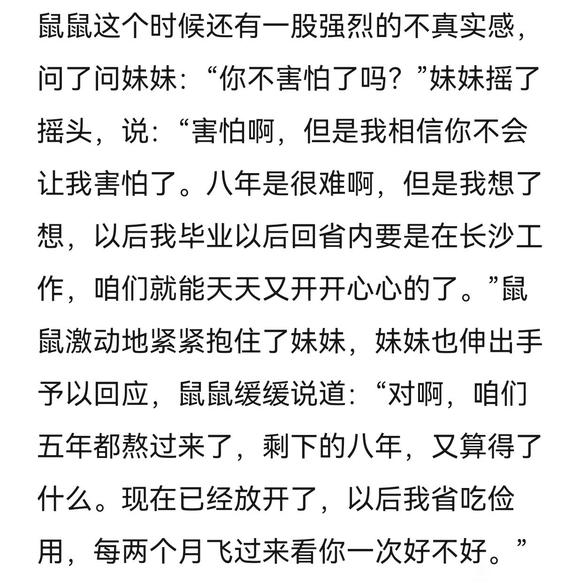 鼠鼠这个时候还有一股强烈的不真实感，
问了问妹妹：“你不害怕了吗？”妹妹摇了
摇头，说：“害怕啊，但是我相信你不会
让我害怕了。八年是很难啊，但是我想了
想，以后我毕业以后回省内要是在长沙工
作，咱们就能天天又开开心心的了。”鼠
鼠激动地紧紧抱住了妹妹，妹妹也伸出手
予以回应，鼠鼠缓缓说道：“对啊，咱们
五年都熬过来了，剩下的八年，又算得了
什么。现在已经放开了，以后我省吃俭
用，每两个月飞过来看你一次好不好。”